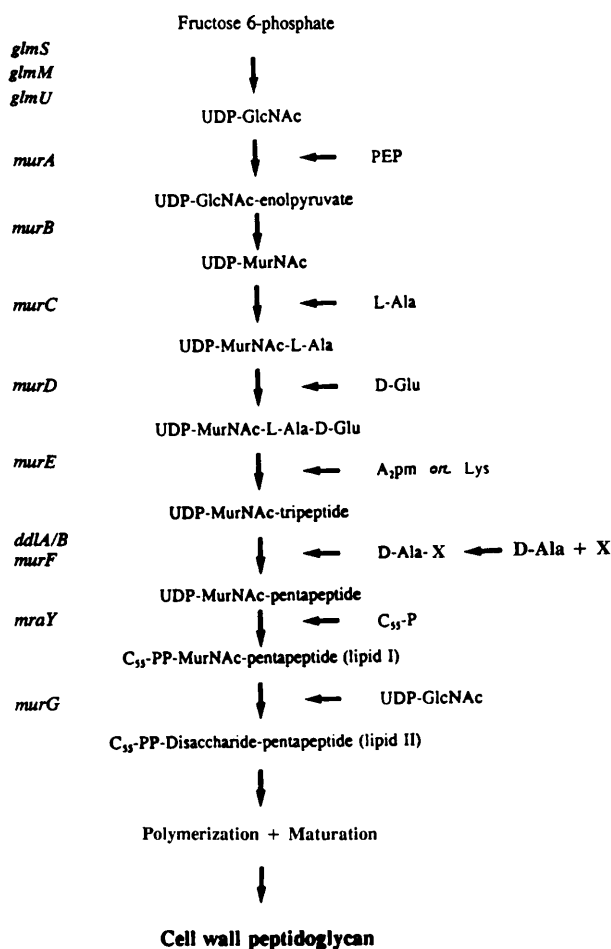 Fructose 6-phosphate
glmS
glmM
glmU
UDP-GlcNAc
murA PEP
UDP-GlcNAc-enolpyruvate
murB
UDP-MurNAc
murC L-Ala
UDP-MurNAc-L-Ala
murD D-Glu
UDP-MurNAc-L-Ala-D-Glu
murE A₂pm or Lys
UDP-MurNAc-tripeptide
ddlA/B
murF D-Ala-X D-Ala + X
UDP-MurNAc-pentapeptide
mraY C₅₅-P
C₅₅-PP-MurNAc-pentapeptide (lipid I)
murG UDP-GlcNAc
C₅₅-PP-Disaccharide-pentapeptide (lipid II)
Polymerization + Maturation
Cell wall peptidoglycan